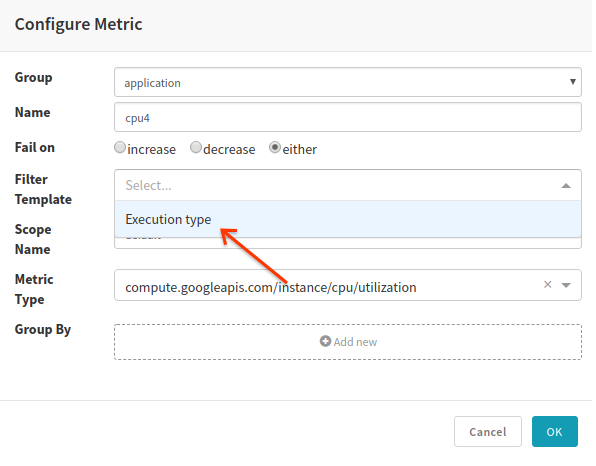 Configure Metric
Group
application
Name
cpu4
Fail on
increase
decrease
either
Filter
Template
Select...
Execution type
Scope
Name
default
Metric
Type
compute.googleapis.com/instance/cpu/utilization
Group By
Add new
Cancel
OK